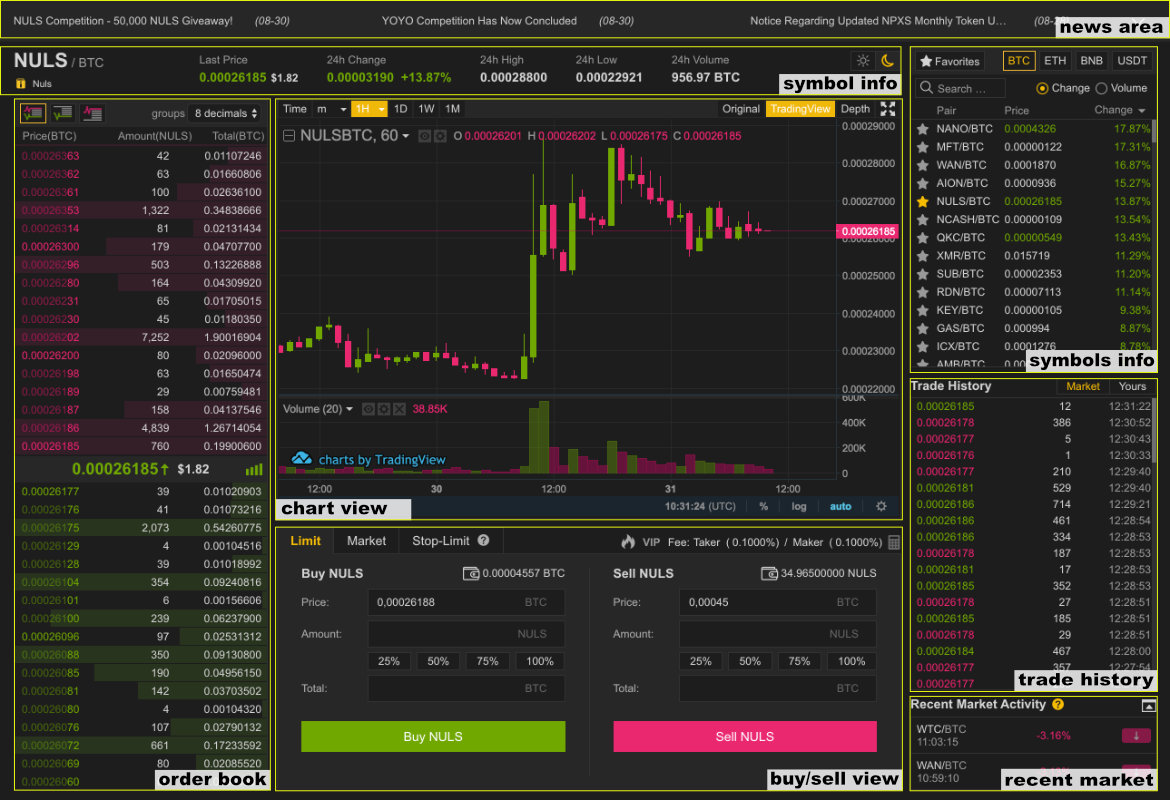 NULS Competition - 50,000 NULS Giveaway! (08-30) YOYO Competition Has Now Concluded (08-30) Notice Regarding Updated NPXS Monthly Token U...
news area
NULS / BTC
Nuls
Last Price
0.00026185 $1.82
24h Change
0.00003190 +13.87%
24h High
0.00028800
24h Low
0.00022921
24h Volume
956.97 BTC
symbol info
groups 8 decimals
Price(BTC) Amount(NULS) Total(BTC)
0.00026363 42 0.01107246
0.00026362 63 0.01660806
0.00026361 100 0.02636100
0.00026353 1,322 0.34838666
0.00026314 81 0.02131434
0.00026300 179 0.04707700
0.00026296 503 0.13226888
0.00026280 164 0.04309920
0.00026231 65 0.01705015
0.00026230 45 0.01180350
0.00026202 7,252 1.90016904
0.00026200 80 0.02096000
0.00026198 63 0.01650474
0.00026189 29 0.00759481
0.00026187 158 0.04137546
0.00026186 4,839 1.26714054
0.00026185 760 0.19900600
0.00026185↑ $1.82
0.00026177 39 0.01020903
0.00026176 41 0.01073216
0.00026175 2,073 0.54260775
0.00026129 4 0.00104516
0.00026128 39 0.01018992
0.00026104 354 0.09240816
0.00026101 6 0.00156606
0.00026100 239 0.06237900
0.00026096 97 0.02531312
0.00026088 350 0.09130800
0.00026085 190 0.04956150
0.00026081 142 0.03703502
0.00026080 4 0.00104320
0.00026076 107 0.02790132
0.00026072 661 0.17233592
0.00026069 80 0.02085520
0.00026060
order book
Time m 1H 1D 1W 1M Original TradingView Depth
NULSBTC, 60 O 0.00026201 H 0.00026202 L 0.00026175 C 0.00026185
0.00029000
0.00028000
0.00027000
0.00026185
0.00026000
0.00025000
0.00024000
0.00023000
0.00022000
Volume (20) 38.85K
600K
400K
200K
0
charts by TradingView
12:00 30 12:00 31 12:00
10:31:24 (UTC) % log auto
chart view
Limit Market Stop-Limit ?
VIP Fee: Taker ( 0.1000%) / Maker ( 0.1000%)
Buy NULS 0.00004557 BTC
Price: 0,00026188 BTC
Amount: NULS
25% 50% 75% 100%
Total: BTC
Buy NULS
Sell NULS 34.96500000 NULS
Price: 0,00045 BTC
Amount: NULS
25% 50% 75% 100%
Total: BTC
Sell NULS
buy/sell view
Favorites BTC ETH BNB USDT
Search ... Change Volume
Pair Price Change
NANO/BTC 0.0004326 17.87%
MFT/BTC 0.00000122 17.31%
WAN/BTC 0.0001870 16.87%
AION/BTC 0.0000936 15.27%
NULS/BTC 0.00026185 13.87%
NCASH/BTC 0.00000109 13.54%
QKC/BTC 0.00000549 13.43%
XMR/BTC 0.015719 11.29%
SUB/BTC 0.00002353 11.20%
RDN/BTC 0.00007113 11.14%
KEY/BTC 0.00000105 9.38%
GAS/BTC 0.000994 8.87%
ICX/BTC 0.0001276 8.78%
AMB/BTC
symbols info
Trade History Market Yours
0.00026185 12 12:31:22
0.00026178 386 12:30:52
0.00026177 5 12:30:43
0.00026176 1 12:30:33
0.00026177 210 12:29:40
0.00026181 529 12:29:40
0.00026186 714 12:29:21
0.00026186 461 12:28:54
0.00026186 334 12:28:53
0.00026178 187 12:28:53
0.00026181 17 12:28:53
0.00026185 352 12:28:53
0.00026178 27 12:28:51
0.00026185 185 12:28:51
0.00026178 29 12:28:51
0.00026184 467 12:28:00
0.00026177 357 12:27:54
0.00026177
trade history
Recent Market Activity ?
WTC/BTC -3.16% ↓
11:03:15
WAN/BTC
10:59:10
recent market